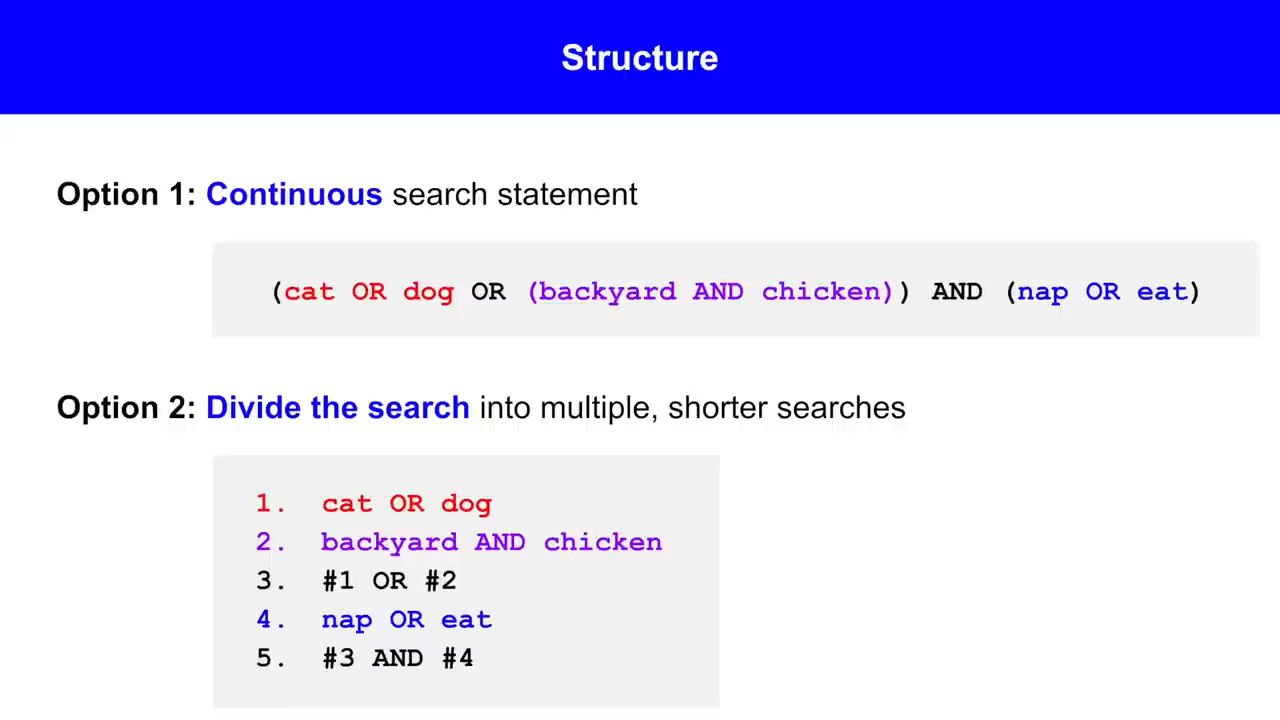 Structure
Option 1: Continuous search statement
(cat OR dog OR (backyard AND chicken)) AND (nap OR eat)
Option 2: Divide the search into multiple, shorter searches
1. cat OR dog
2. backyard AND chicken
3. #1 OR #2
4. nap OR eat
5. #3 AND #4